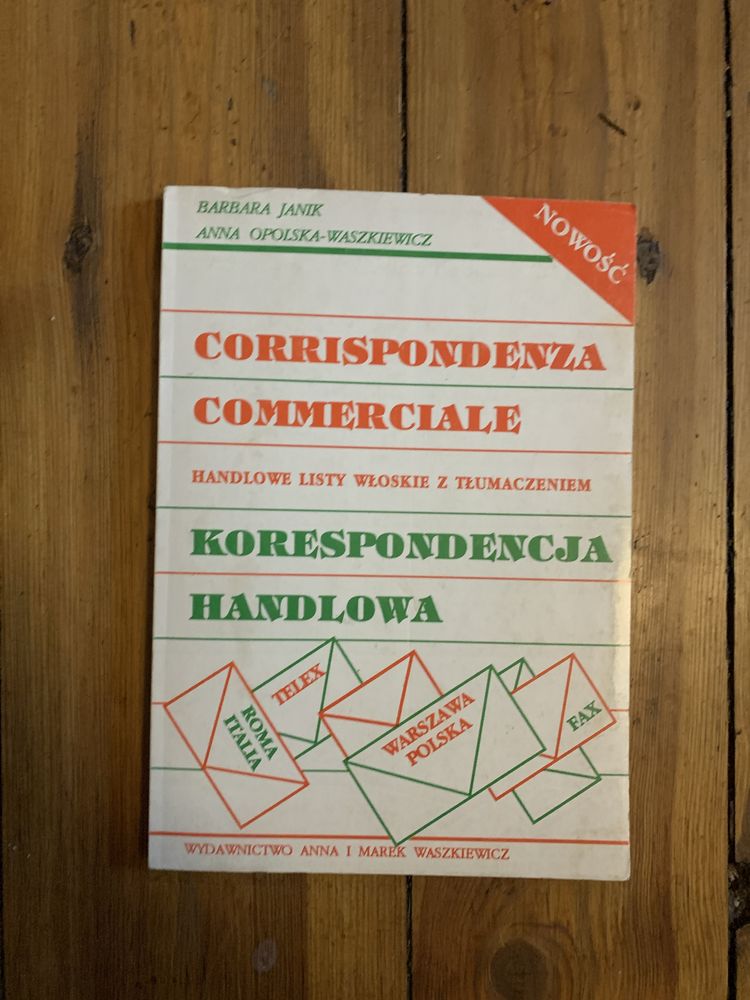 BARBARA JANIK
ANNA OPOLSKA-WASZKIEWICZ
NOWOŚĆ
CORRISPONDENZA
COMMERCIALE
HANDLOWE LISTY WŁOSKIE Z TŁUMACZENIEM
KORESPONDENCJA
HANDLOWA
ROMA
ITALIA
TELEX
WARSZAWA
POLSKA
FAX
WYDAWNICTWO ANNA I MAREK WASZKIEWICZ